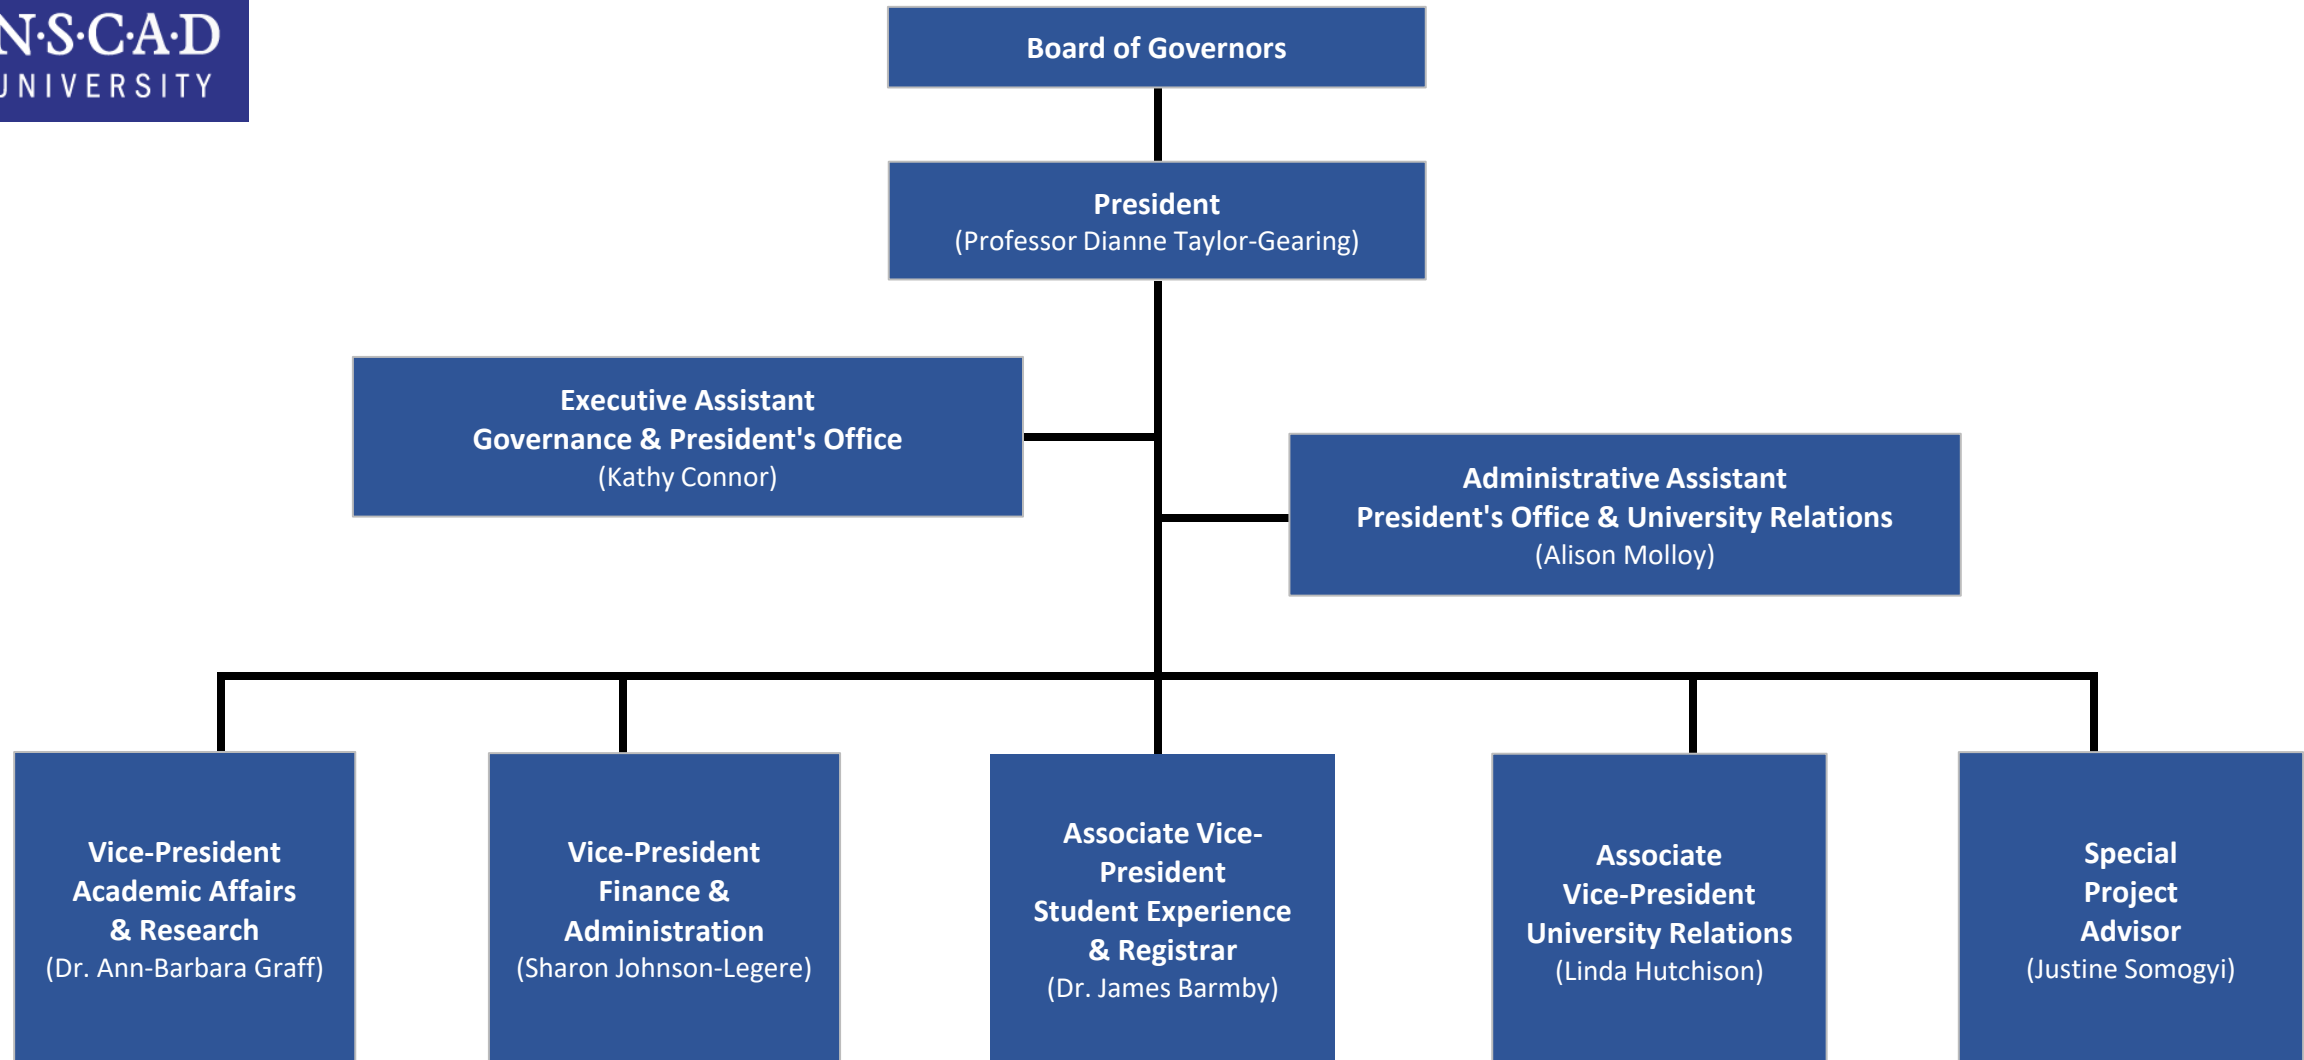 N·S·C·A·D
UNIVERSITY
Board of Governors
President
(Professor Dianne Taylor-Gearing)
Executive Assistant
Governance & President's Office
(Kathy Connor)
Administrative Assistant
President's Office & University Relations
(Alison Molloy)
Vice-President
Academic Affairs
& Research
(Dr. Ann-Barbara Graff)
Vice-President
Finance &
Administration
(Sharon Johnson-Legere)
Associate Vice-
President
Student Experience
& Registrar
(Dr. James Barmby)
Associate
Vice-President
University Relations
(Linda Hutchison)
Special
Project
Advisor
(Justine Somogyi)